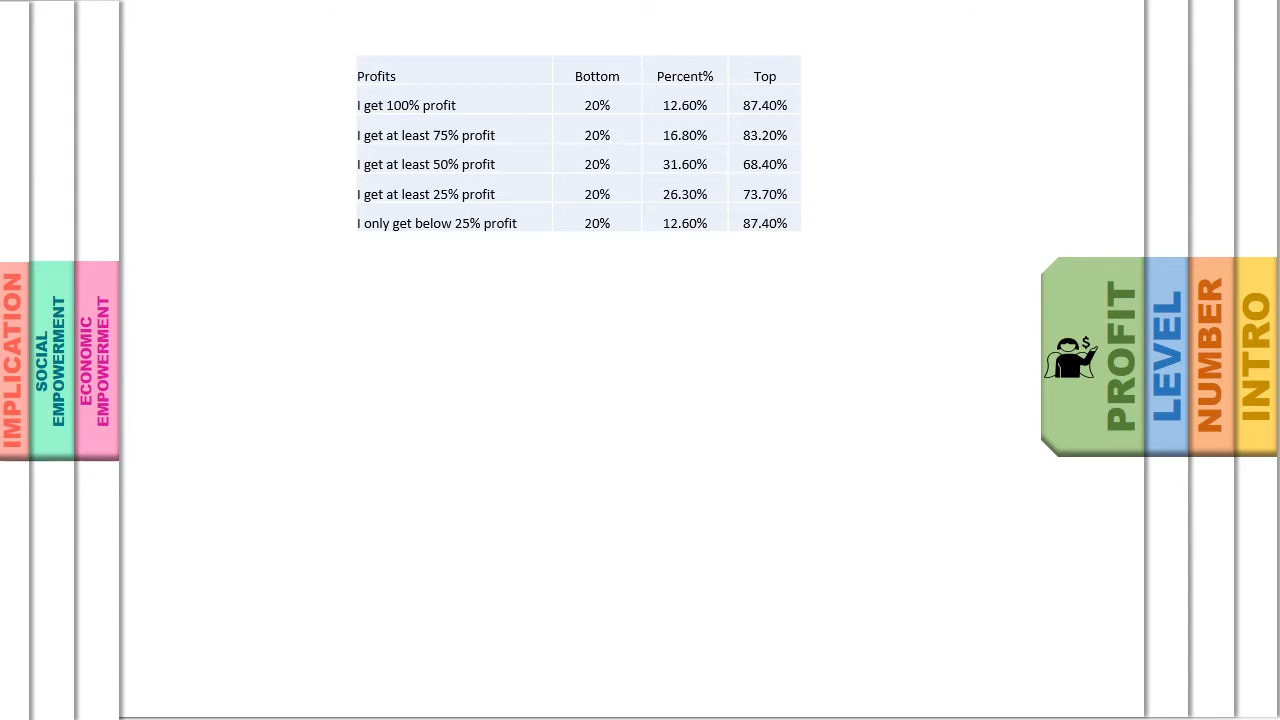 Profits Bottom Percent% Top
I get 100% profit 20% 12.60% 87.40%
I get at least 75% profit 20% 16.80% 83.20%
I get at least 50% profit 20% 31.60% 68.40%
I get at least 25% profit 20% 26.30% 73.70%
I only get below 25% profit 20% 12.60% 87.40%
IMPLICATION
SOCIAL
EMPOWERMENT
ECONOMIC
EMPOWERMENT
$
PROFIT
LEVEL
NUMBER
INTRO